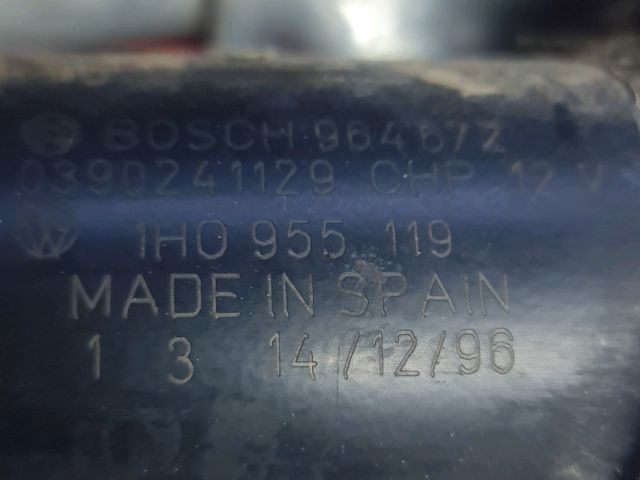 BOSCH 964672
0390241129 CHP 12 V
1H0 955 119
MADE IN SPAIN
1 3 14/12/96